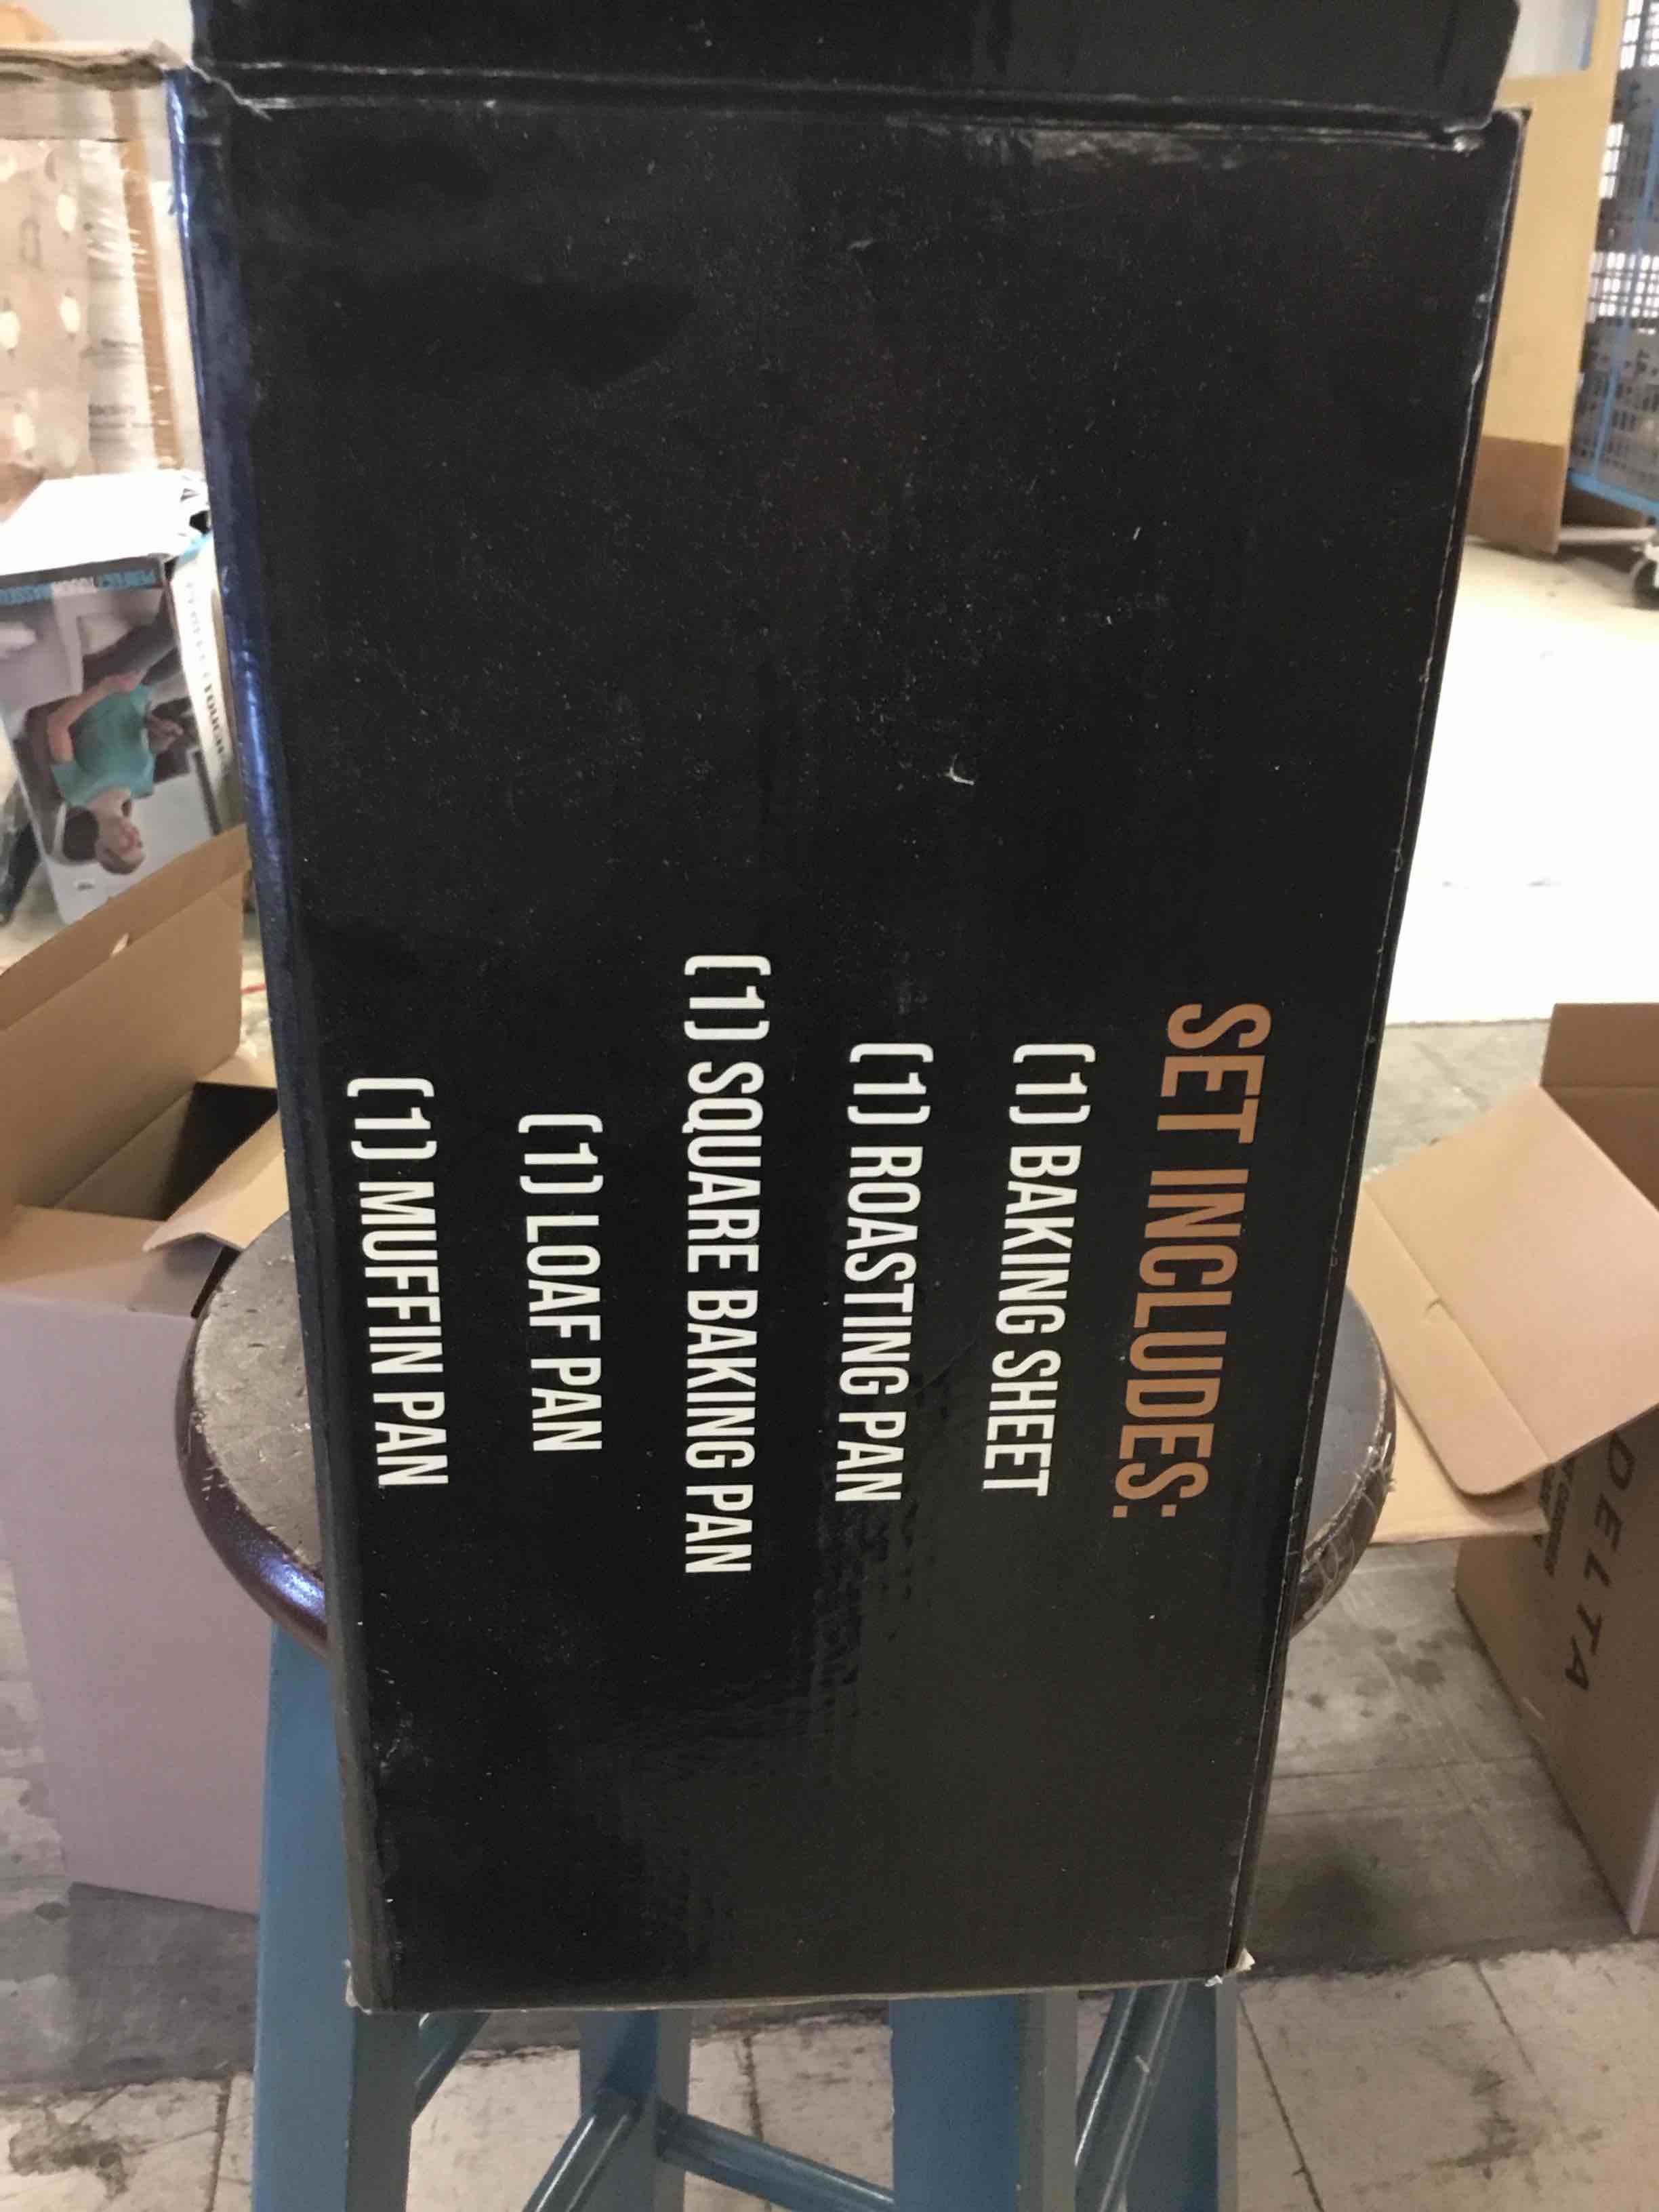 SET INCLUDES:
(1) BAKING SHEET
(1) ROASTING PAN
(1) SQUARE BAKING PAN
(1) LOAF PAN
(1) MUFFIN PAN
DELTA